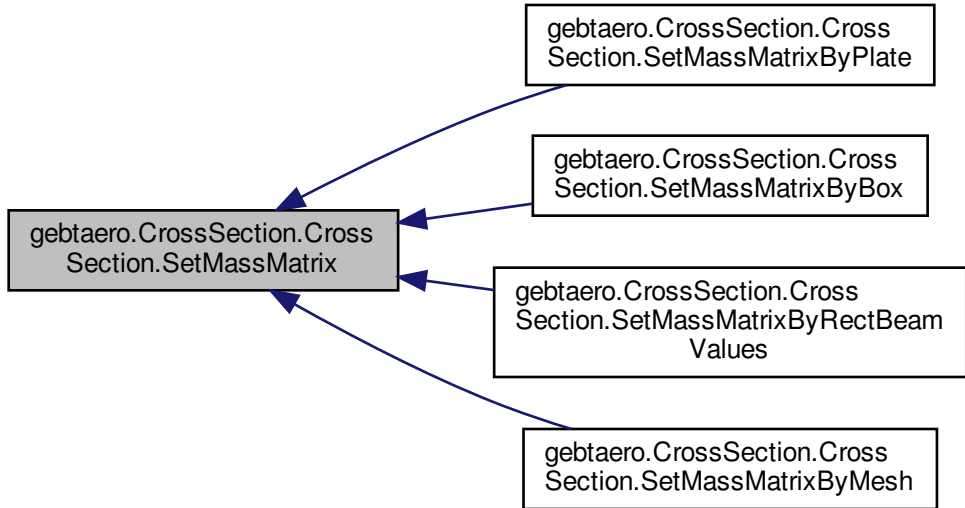 gebtaero.CrossSection.Cross
Section.SetMassMatrixByPlate
gebtaero.CrossSection.Cross
Section.SetMassMatrixByBox
gebtaero.CrossSection.Cross
Section.SetMassMatrix
gebtaero.CrossSection.Cross
Section.SetMassMatrixByRectBeam
Values
gebtaero.CrossSection.Cross
Section.SetMassMatrixByMesh